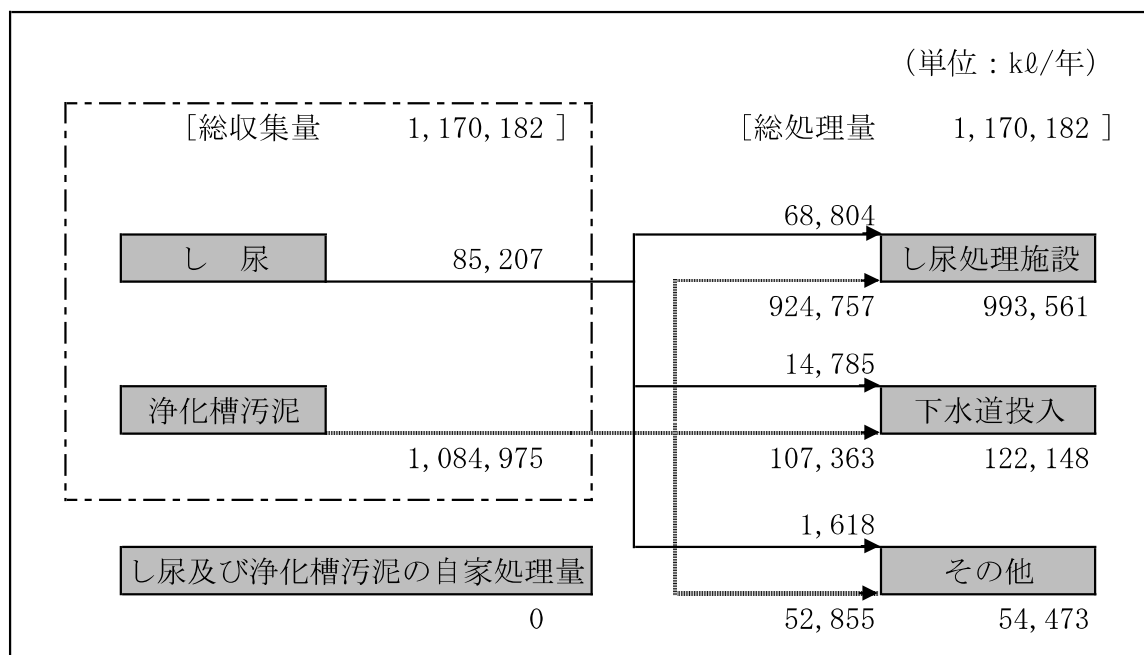 （単位：kℓ/年）
［総収集量　1,170,182 ］　［総処理量　1,170,182 ］
68,804
し　尿　85,207　し尿処理施設
924,757　993,561
14,785
浄化槽汚泥　下水道投入
1,084,975　107,363　122,148
1,618
し尿及び浄化槽汚泥の自家処理量　その他
0　52,855　54,473